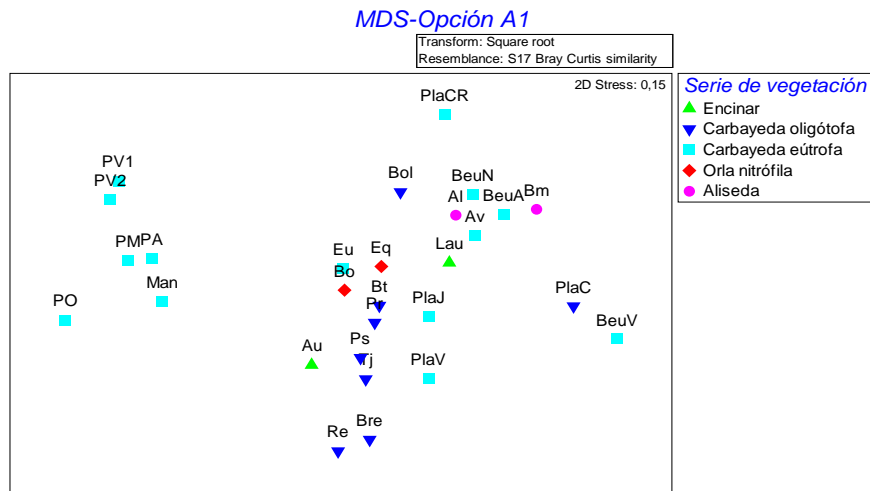 MDS-Opción A1
Transform: Square root
Resemblance: S17 Bray Curtis similarity
2D Stress: 0,15
Serie de vegetación
Encinar
Carbayeda oligótofa
Carbayeda eútrofa
Orla nitrófila
Aliseda
PlaCR
PV1
PV2
Bol
BeuN
Al
BeuA
Bm
Av
PM
PA
Eu
Eq
Lau
Man
Bo
Bt
PO
Pr
PlaJ
PlaC
BeuV
Au
Ps
Tj
PlaV
Re
Bre